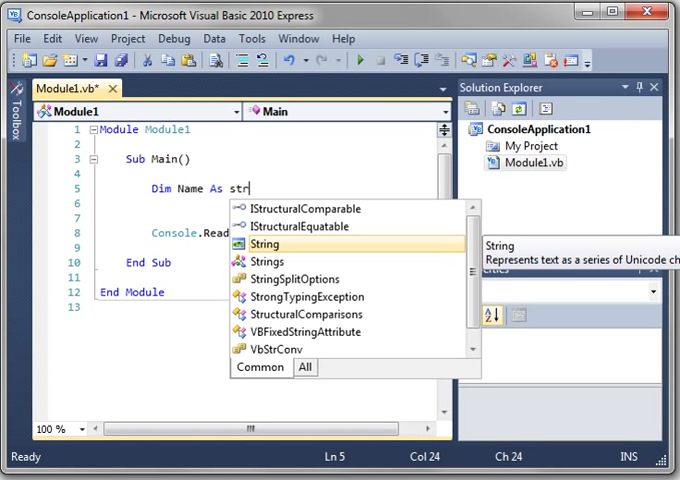 ConsoleApplication1 - Microsoft Visual Basic 2010 Express
File Edit View Project Debug Data Tools Window Help
Module1.vb*
Solution Explorer
Toolbox
Module1 Main
1 Module Module1
2
3 Sub Main()
4
5 Dim Name As str
6
7
8 Console.Read
9
10 End Sub
11
12 End Module
13
IStructuralComparable
IStructuralEquatable
String
Strings
StringSplitOptions
StrongTypingException
StructuralComparisons
VBFixedStringAttribute
VbStrConv
Common All
String
Represents text as a series of Unicode ch
ConsoleApplication1
My Project
Module1.vb
100 %
Ready Ln 5 Col 24 Ch 24 INS